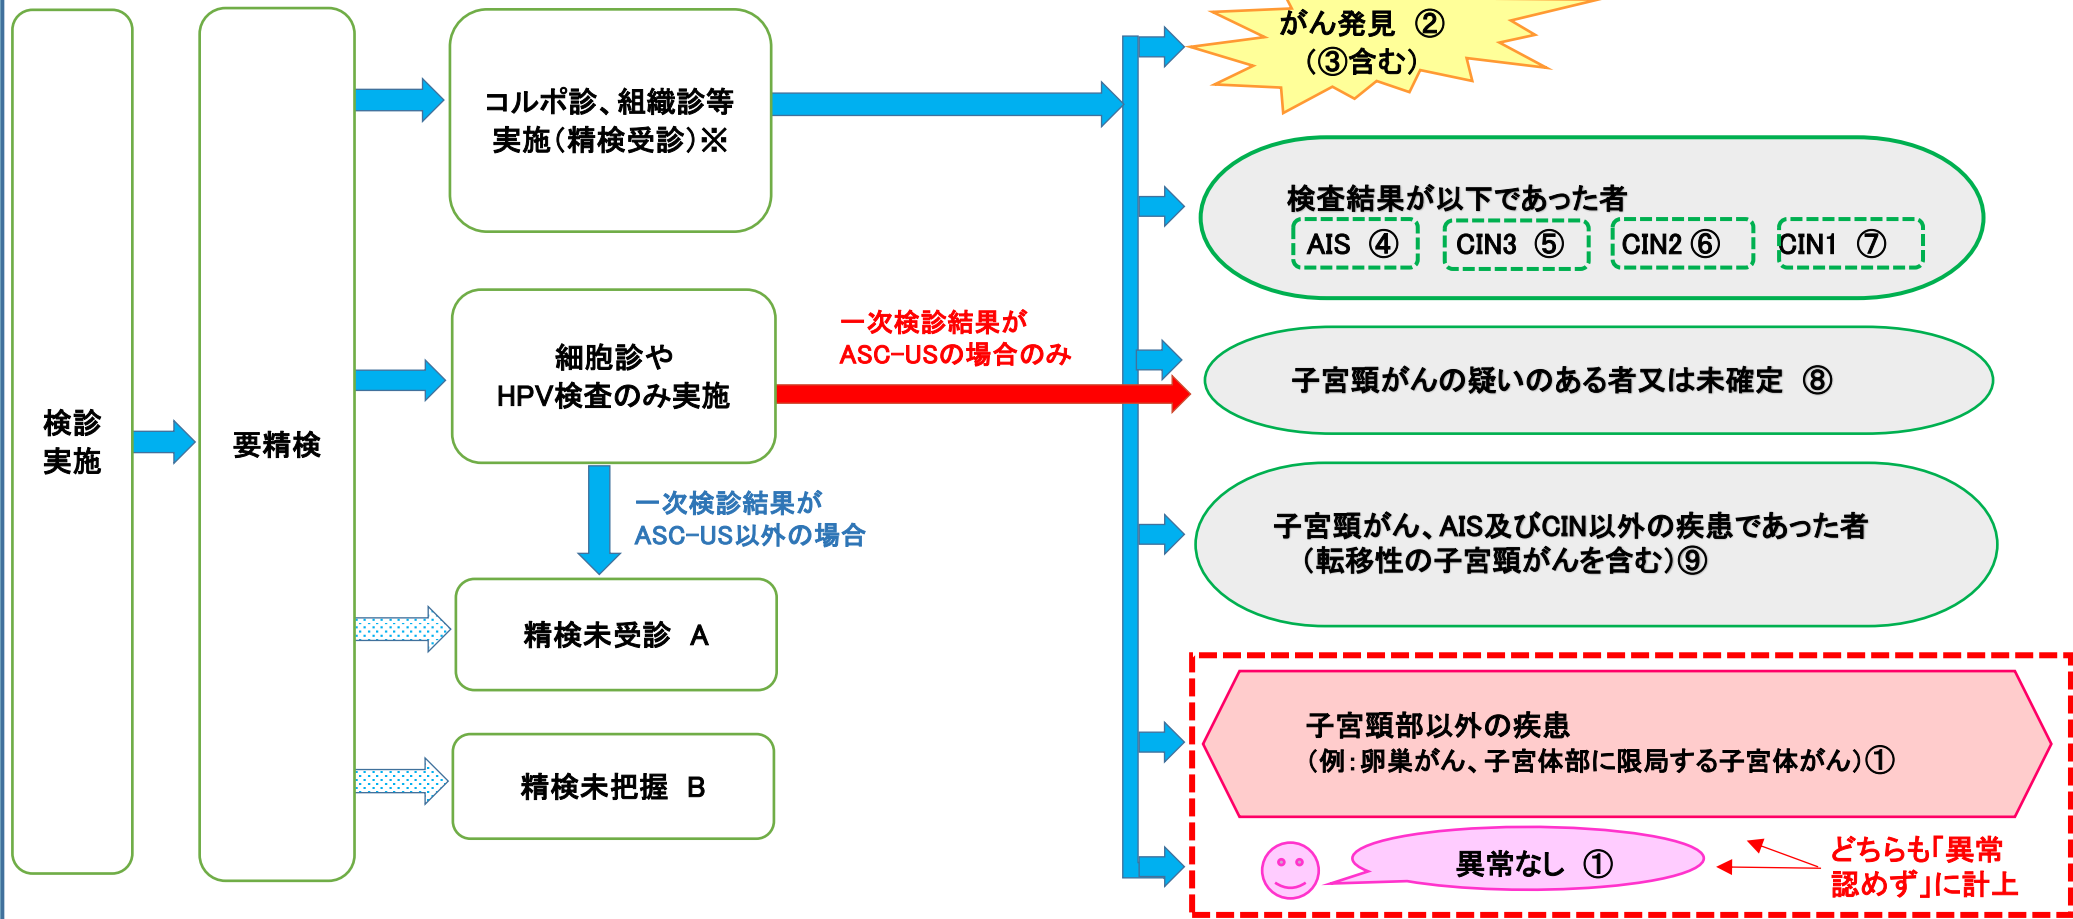 検診
実施
要精検
コルポ診、組織診等
実施（精検受診）※
細胞診や
HPV検査のみ実施
一次検診結果が
ASC-USの場合のみ
一次検診結果が
ASC-US以外の場合
精検未受診　A
精検未把握　B
がん発見　②
（③含む）
検査結果が以下であった者
AIS　④　CIN3　⑤　CIN2 ⑥　CIN1　⑦
子宮頸がんの疑いのある者又は未確定　⑧
子宮頸がん、AIS及びCIN以外の疾患であった者
（転移性の子宮頸がんを含む）⑨
子宮頸部以外の疾患
（例：卵巣がん、子宮体部に限局する子宮体がん）①
異常なし　①
どちらも「異常
認めず」に計上